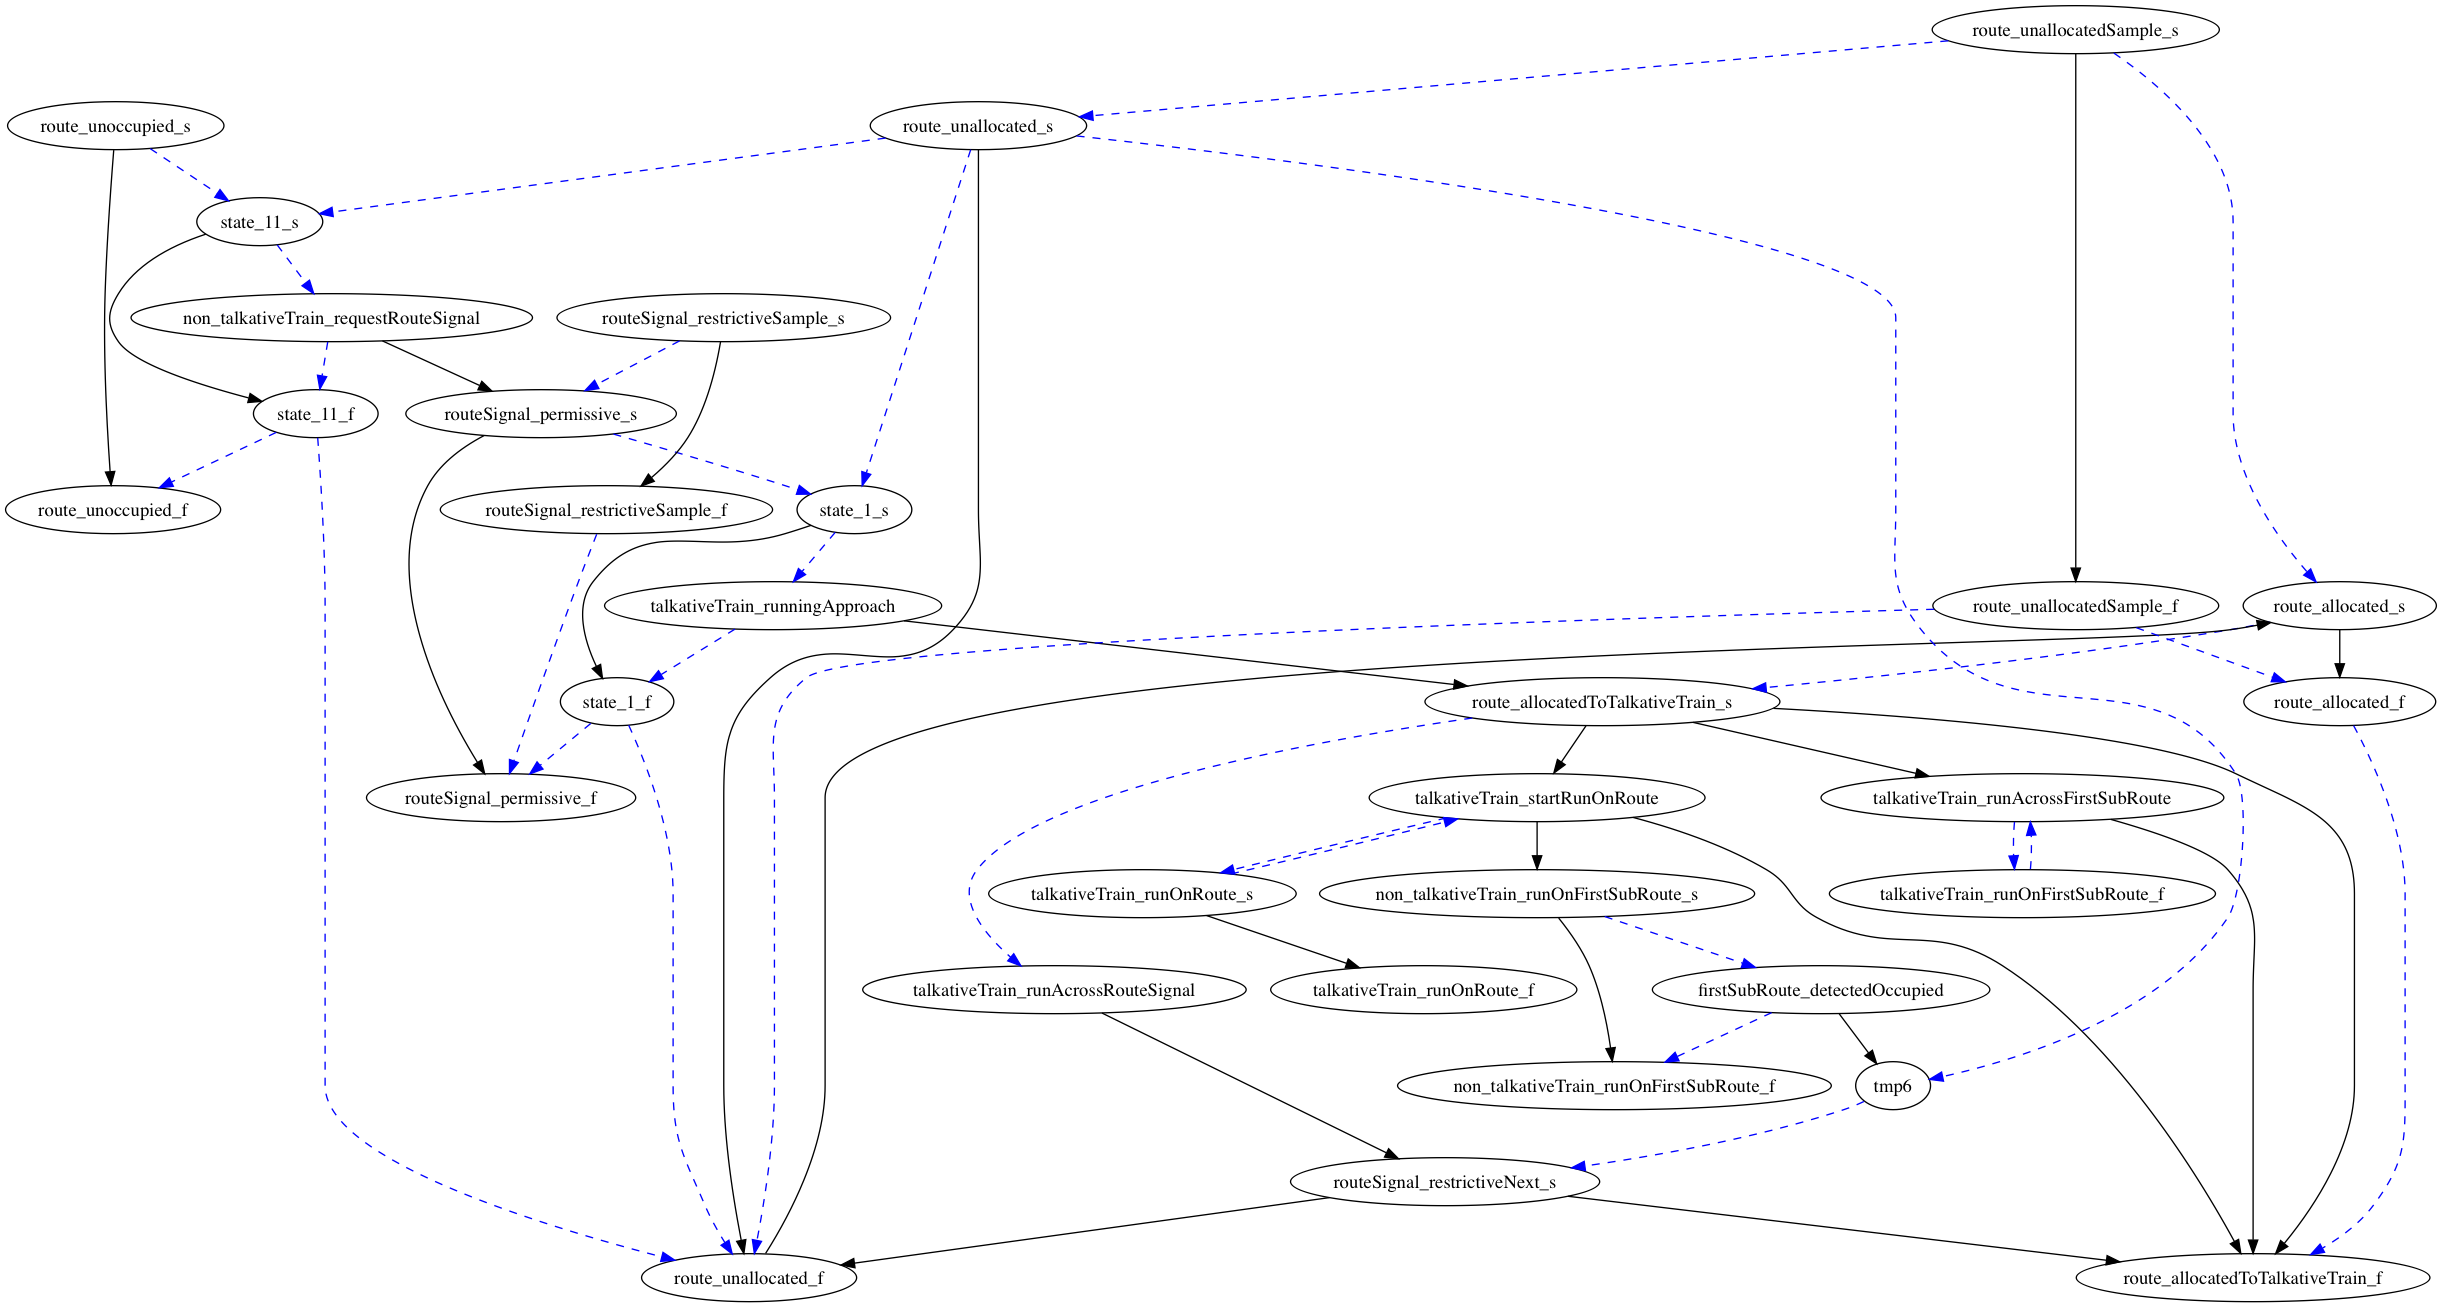 route_unallocatedSample_s
route_unoccupied_s
route_unallocated_s
state_11_s
non_talkativeTrain_requestRouteSignal
routeSignal_restrictiveSample_s
state_11_f
routeSignal_permissive_s
route_unoccupied_f
routeSignal_restrictiveSample_f
state_1_s
talkativeTrain_runningApproach
route_unallocatedSample_f
route_allocated_s
state_1_f
route_allocatedToTalkativeTrain_s
route_allocated_f
routeSignal_permissive_f
talkativeTrain_startRunOnRoute
talkativeTrain_runAcrossFirstSubRoute
talkativeTrain_runOnRoute_s
non_talkativeTrain_runOnFirstSubRoute_s
talkativeTrain_runOnFirstSubRoute_f
talkativeTrain_runAcrossRouteSignal
talkativeTrain_runOnRoute_f
firstSubRoute_detectedOccupied
non_talkativeTrain_runOnFirstSubRoute_f
tmp6
routeSignal_restrictiveNext_s
route_unallocated_f
route_allocatedToTalkativeTrain_f